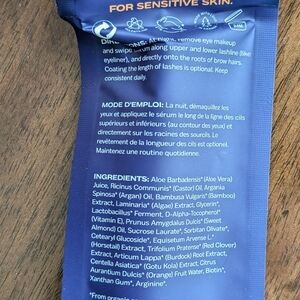 FOR SENSITIVE SKIN.
DIRECTIONS: At night, remove eye makeup
and swipe serum along upper and lower lashline (like
eyeliner), and directly onto the roots of brow hairs.
Coating the length of lashes is optional. Keep
consistent daily.
MODE D'EMPLOI: La nuit, démaquillez les
yeux et appliquez le sérum le long de la ligne des cils
supérieurs et inférieurs (au contour des yeux) et
directement sur les racines des sourcils. Le
revêtement de la longueur des cils est optionnel.
Maintenez une routine quotidienne.
INGREDIENTS: Aloe Barbadensis* (Aloe Vera)
Juice, Ricinus Communis* (Castor) Oil, Argania
Spinosa* (Argan) Oil, Bambusa Vulgaris* (Bamboo)
Extract, Laminaria* (Algae) Extract, Glycerin*,
Lactobacillus* Ferment, D-Alpha-Tocopherol*
(Vitamin E), Prunus Amygdalus Dulcis* (Sweet
Almond) Oil, Sucrose Laurate*, Sorbitan Olivate*,
Cetearyl Glucoside*, Equisetum Arvense L.*
(Horsetail) Extract, Trifolium Pratense* (Red Clover)
Extract, Articum Lappa* (Burdock) Root Extract,
Centella Asiatica* (Gotu Kola) Extract, Citrus
Aurantium Dulcis* (Orange) Fruit Water, Biotin*,
Xanthan Gum*, Arginine*.
*From organic